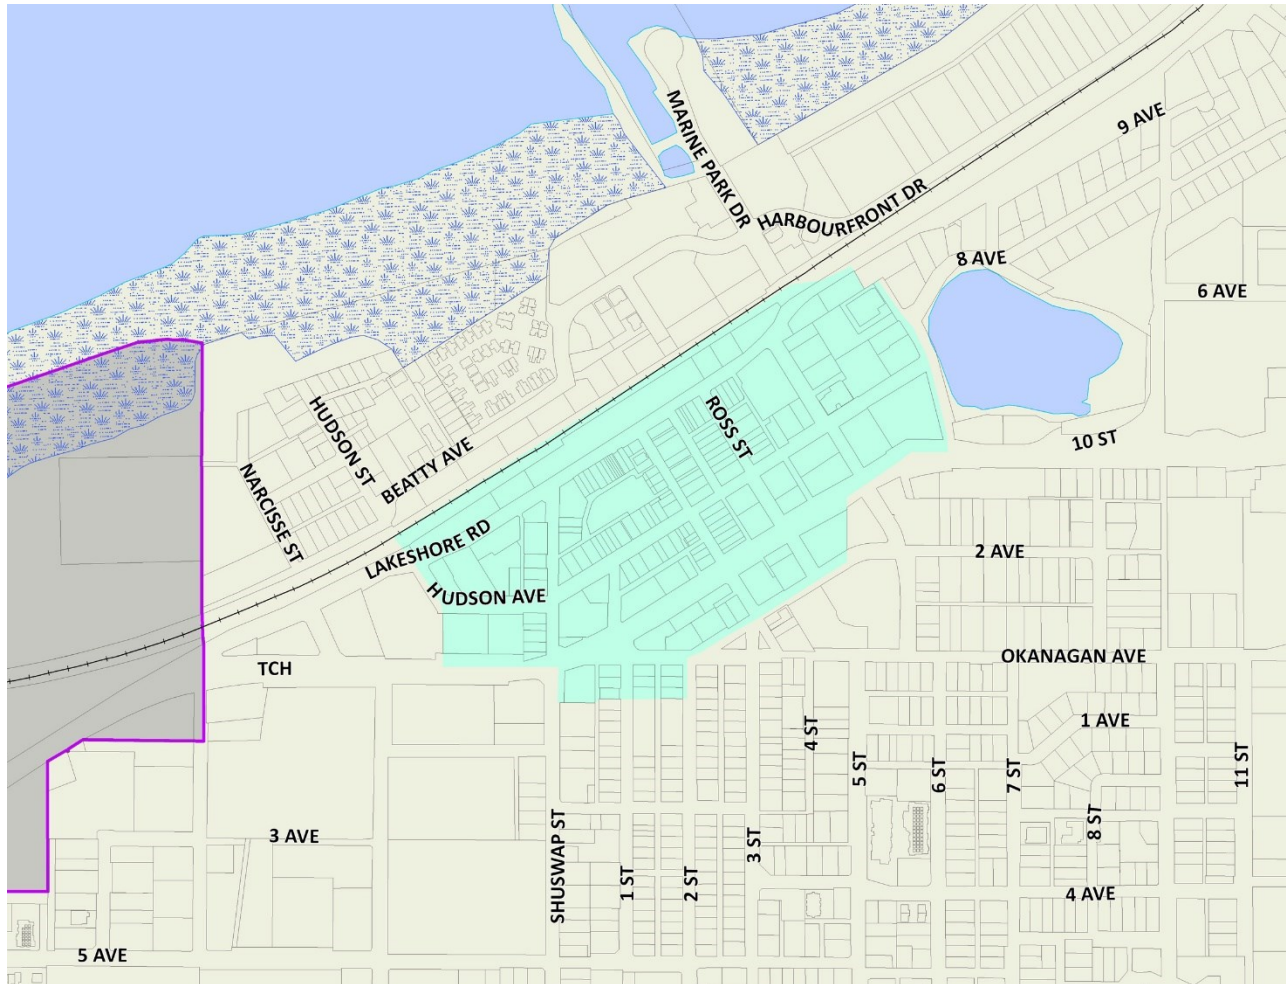 MARINE PARK DR
9 AVE
HARBOURFRONT DR
8 AVE
6 AVE
HUDSON ST
ROSS ST
BEATTY AVE
10 ST
NARCISSE ST
LAKESHORE RD
2 AVE
HUDSON AVE
TCH
OKANAGAN AVE
1 AVE
4 ST
5 ST
6 ST
7 ST
11 ST
3 AVE
8 ST
3 ST
SHUSWAP ST
1 ST
2 ST
4 AVE
5 AVE